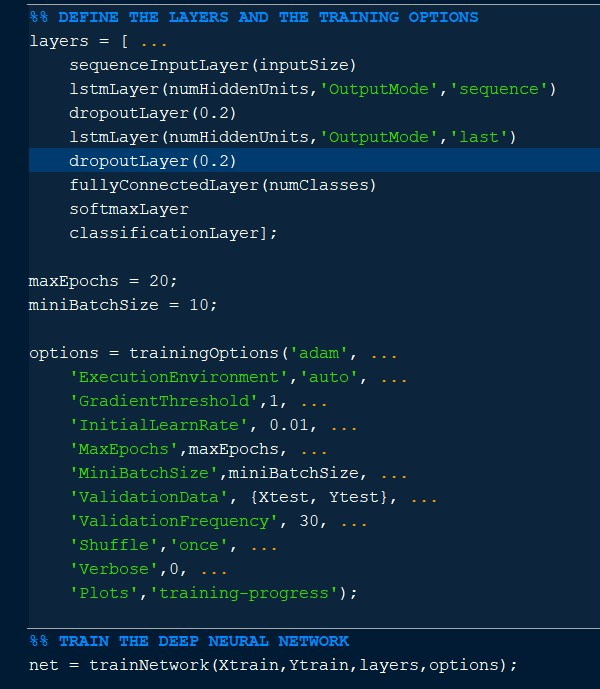 %% DEFINE THE LAYERS AND THE TRAINING OPTIONS
layers = [ ...
sequenceInputLayer(inputSize)
lstmLayer(numHiddenUnits,'OutputMode','sequence')
dropoutLayer(0.2)
lstmLayer(numHiddenUnits,'OutputMode','last')
dropoutLayer(0.2)
fullyConnectedLayer(numClasses)
softmaxLayer
classificationLayer];
maxEpochs = 20;
miniBatchSize = 10;
options = trainingOptions('adam', ...
'ExecutionEnvironment','auto', ...
'GradientThreshold',1, ...
'InitialLearnRate', 0.01, ...
'MaxEpochs',maxEpochs, ...
'MiniBatchSize',miniBatchSize, ...
'ValidationData', {Xtest, Ytest}, ...
'ValidationFrequency', 30, ...
'Shuffle','once', ...
'Verbose',0, ...
'Plots','training-progress');
%% TRAIN THE DEEP NEURAL NETWORK
net = trainNetwork(Xtrain,Ytrain,layers,options);